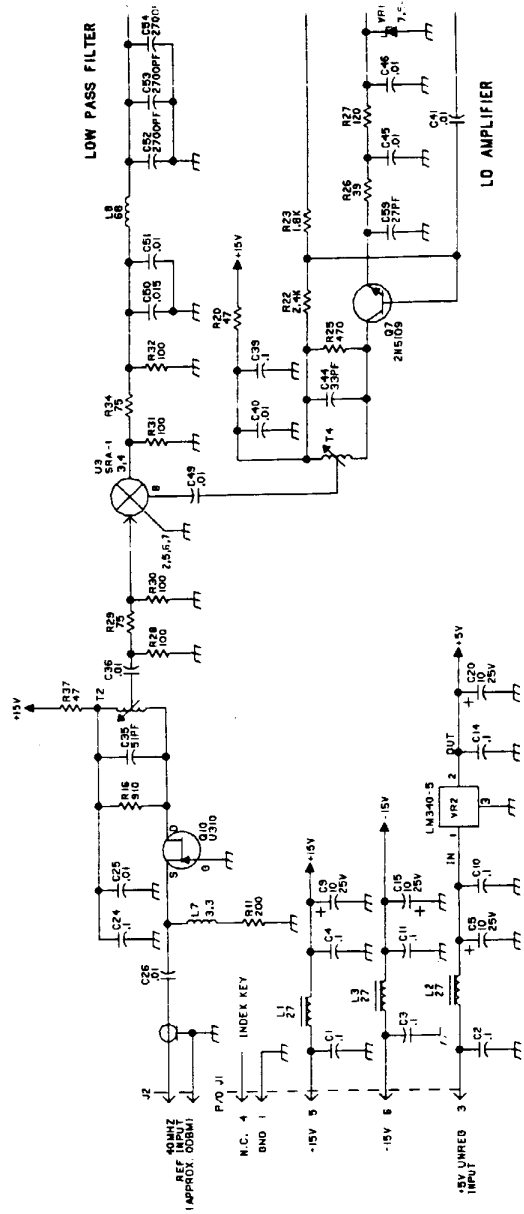 LOW PASS FILTER
C54
2700
C53
2700PF
C52
2700PF
L8
68
C51
.01
C50
.015
R32
100
R34
75
R31
100
U3
SRA-1
3,4
8
2,5,6,7
C49
.01
R30
100
R29
75
R28
100
C36
.01
+15V
R37
47
T2
C35
51PF
R16
910
Q10
U310
S
D
G
C25
.01
C24
.1
L7
3.3
R11
200
C26
.01
J2
40MHZ
REF INPUT
(APPROX. 0DBM)
P/O J1
INDEX KEY
N.C. 4
GND 1
+15V 5
C1
.1
L1
27
C4
.1
C9
10
25V
+
+15V
-15V 6
C3
.1
L3
27
C11
.1
C15
10
25V
+
-15V
+5V UNREG
INPUT
3
C2
.1
L2
27
C5
10
25V
+
C10
.1
IN
1
LM340-5
VR2
3
2
OUT
C14
.1
C20
10
25V
+
+5V
+15V
R20
47
C39
.1
C40
.01
T4
C44
33PF
R25
470
R22
2.4K
R23
1.8K
Q7
2N5109
C59
27PF
R26
39
C45
.01
R27
120
C46
.01
VR1
C41
.01
LO AMPLIFIER